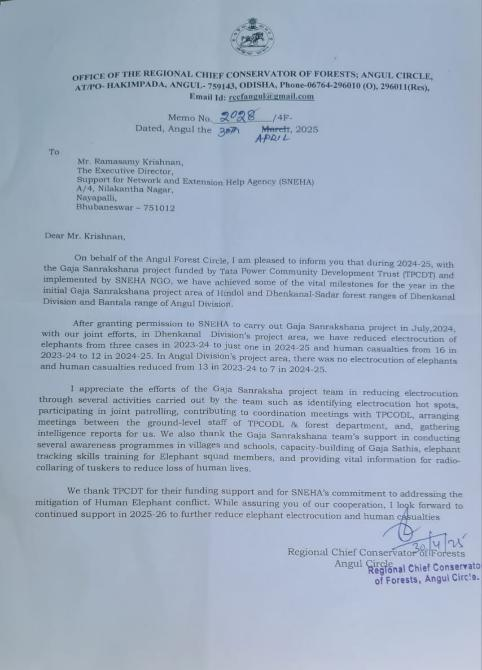 OFFICE OF THE REGIONAL CHIEF CONSERVATOR OF FORESTS; ANGUL CIRCLE,
AT/PO- HAKIMPADA, ANGUL- 759143, ODISHA, Phone-06764-296010 (O), 296011(Res),
Email Id: rccfangul@gmail.com
Memo No. 2028 /4F-
Dated, Angul the 30th March, 2025
APRIL
To
Mr. Ramasamy Krishnan,
The Executive Director,
Support for Network and Extension Help Agency (SNEHA)
A/4, Nilakantha Nagar,
Nayapalli,
Bhubaneswar – 751012
Dear Mr. Krishnan,
On behalf of the Angul Forest Circle, I am pleased to inform you that during 2024-25, with
the Gaja Sanrakshana project funded by Tata Power Community Development Trust (TPCDT) and
implemented by SNEHA NGO, we have achieved some of the vital milestones for the year in the
initial Gaja Sanrakshana project area of Hindol and Dhenkanal-Sadar forest ranges of Dhenkanal
Division and Bantala range of Angul Division.
After granting permission to SNEHA to carry out Gaja Sanrakshana project in July,2024,
with our joint efforts, in Dhenkanal Division's project area, we have reduced electrocution of
elephants from three cases in 2023-24 to just one in 2024-25 and human casualties from 16 in
2023-24 to 12 in 2024-25. In Angul Division's project area, there was no electrocution of elephants
and human casualties reduced from 13 in 2023-24 to 7 in 2024-25.
I appreciate the efforts of the Gaja Sanraksha project team in reducing electrocution
through several activities carried out by the team such as identifying electrocution hot spots,
participating in joint patrolling, contributing to coordination meetings with TPCODL, arranging
meetings between the ground-level staff of TPCODL & forest department, and, gathering
intelligence reports for us. We also thank the Gaja Sanrakshana team's support in conducting
several awareness programmes in villages and schools, capacity-building of Gaja Sathis, elephant
tracking skills training for Elephant squad members, and providing vital information for radio-
collaring of tuskers to reduce loss of human lives.
We thank TPCDT for their funding support and for SNEHA's commitment to addressing the
mitigation of Human Elephant conflict. While assuring you of our cooperation, I look forward to
continued support in 2025-26 to further reduce elephant electrocution and human casualties
30/4/25
Regional Chief Conservator of Forests
Angul Circle
Regional Chief Conservato
of Forests, Angul Circle.